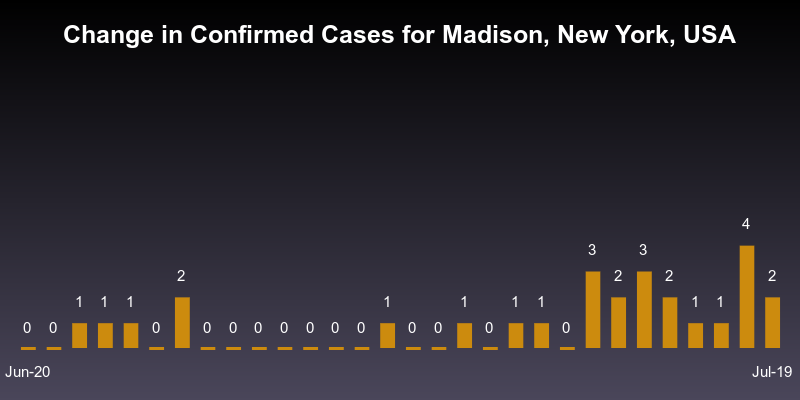 Change in Confirmed Cases for Madison, New York, USA
4
3 3
2 2 2 2
1 1 1 1 1 1 1 1 1
0 0 0 0 0 0 0 0 0 0 0 0 0 0
Jun-20 Jul-19